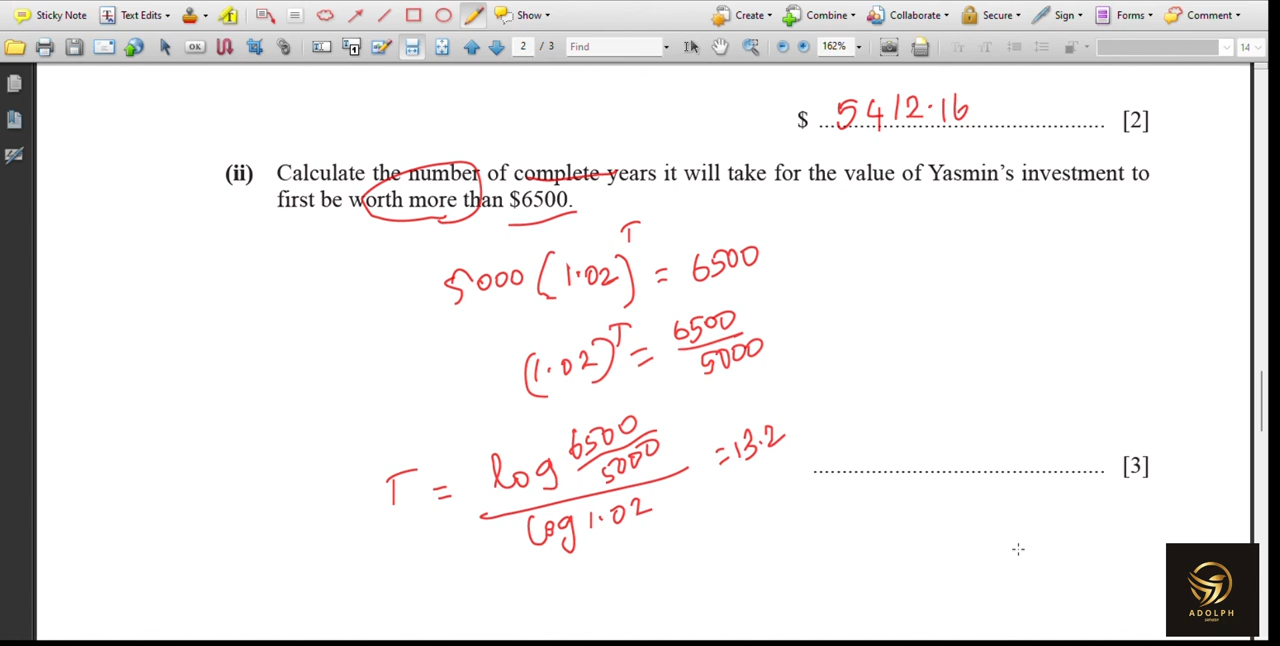 Sticky Note Text Edits Show Create Combine Collaborate Secure Sign Forms Comment
OK 2 / 3 Find 162% 14
$ 5412.16 [2]
(ii) Calculate the number of complete years it will take for the value of Yasmin's investment to
first be worth more than $6500.
5000 (1.02)^T = 6500
(1.02)^T = 6500/5000
T = log 6500/5000 / log 1.02 = 13.2
[3]
ADOLPH